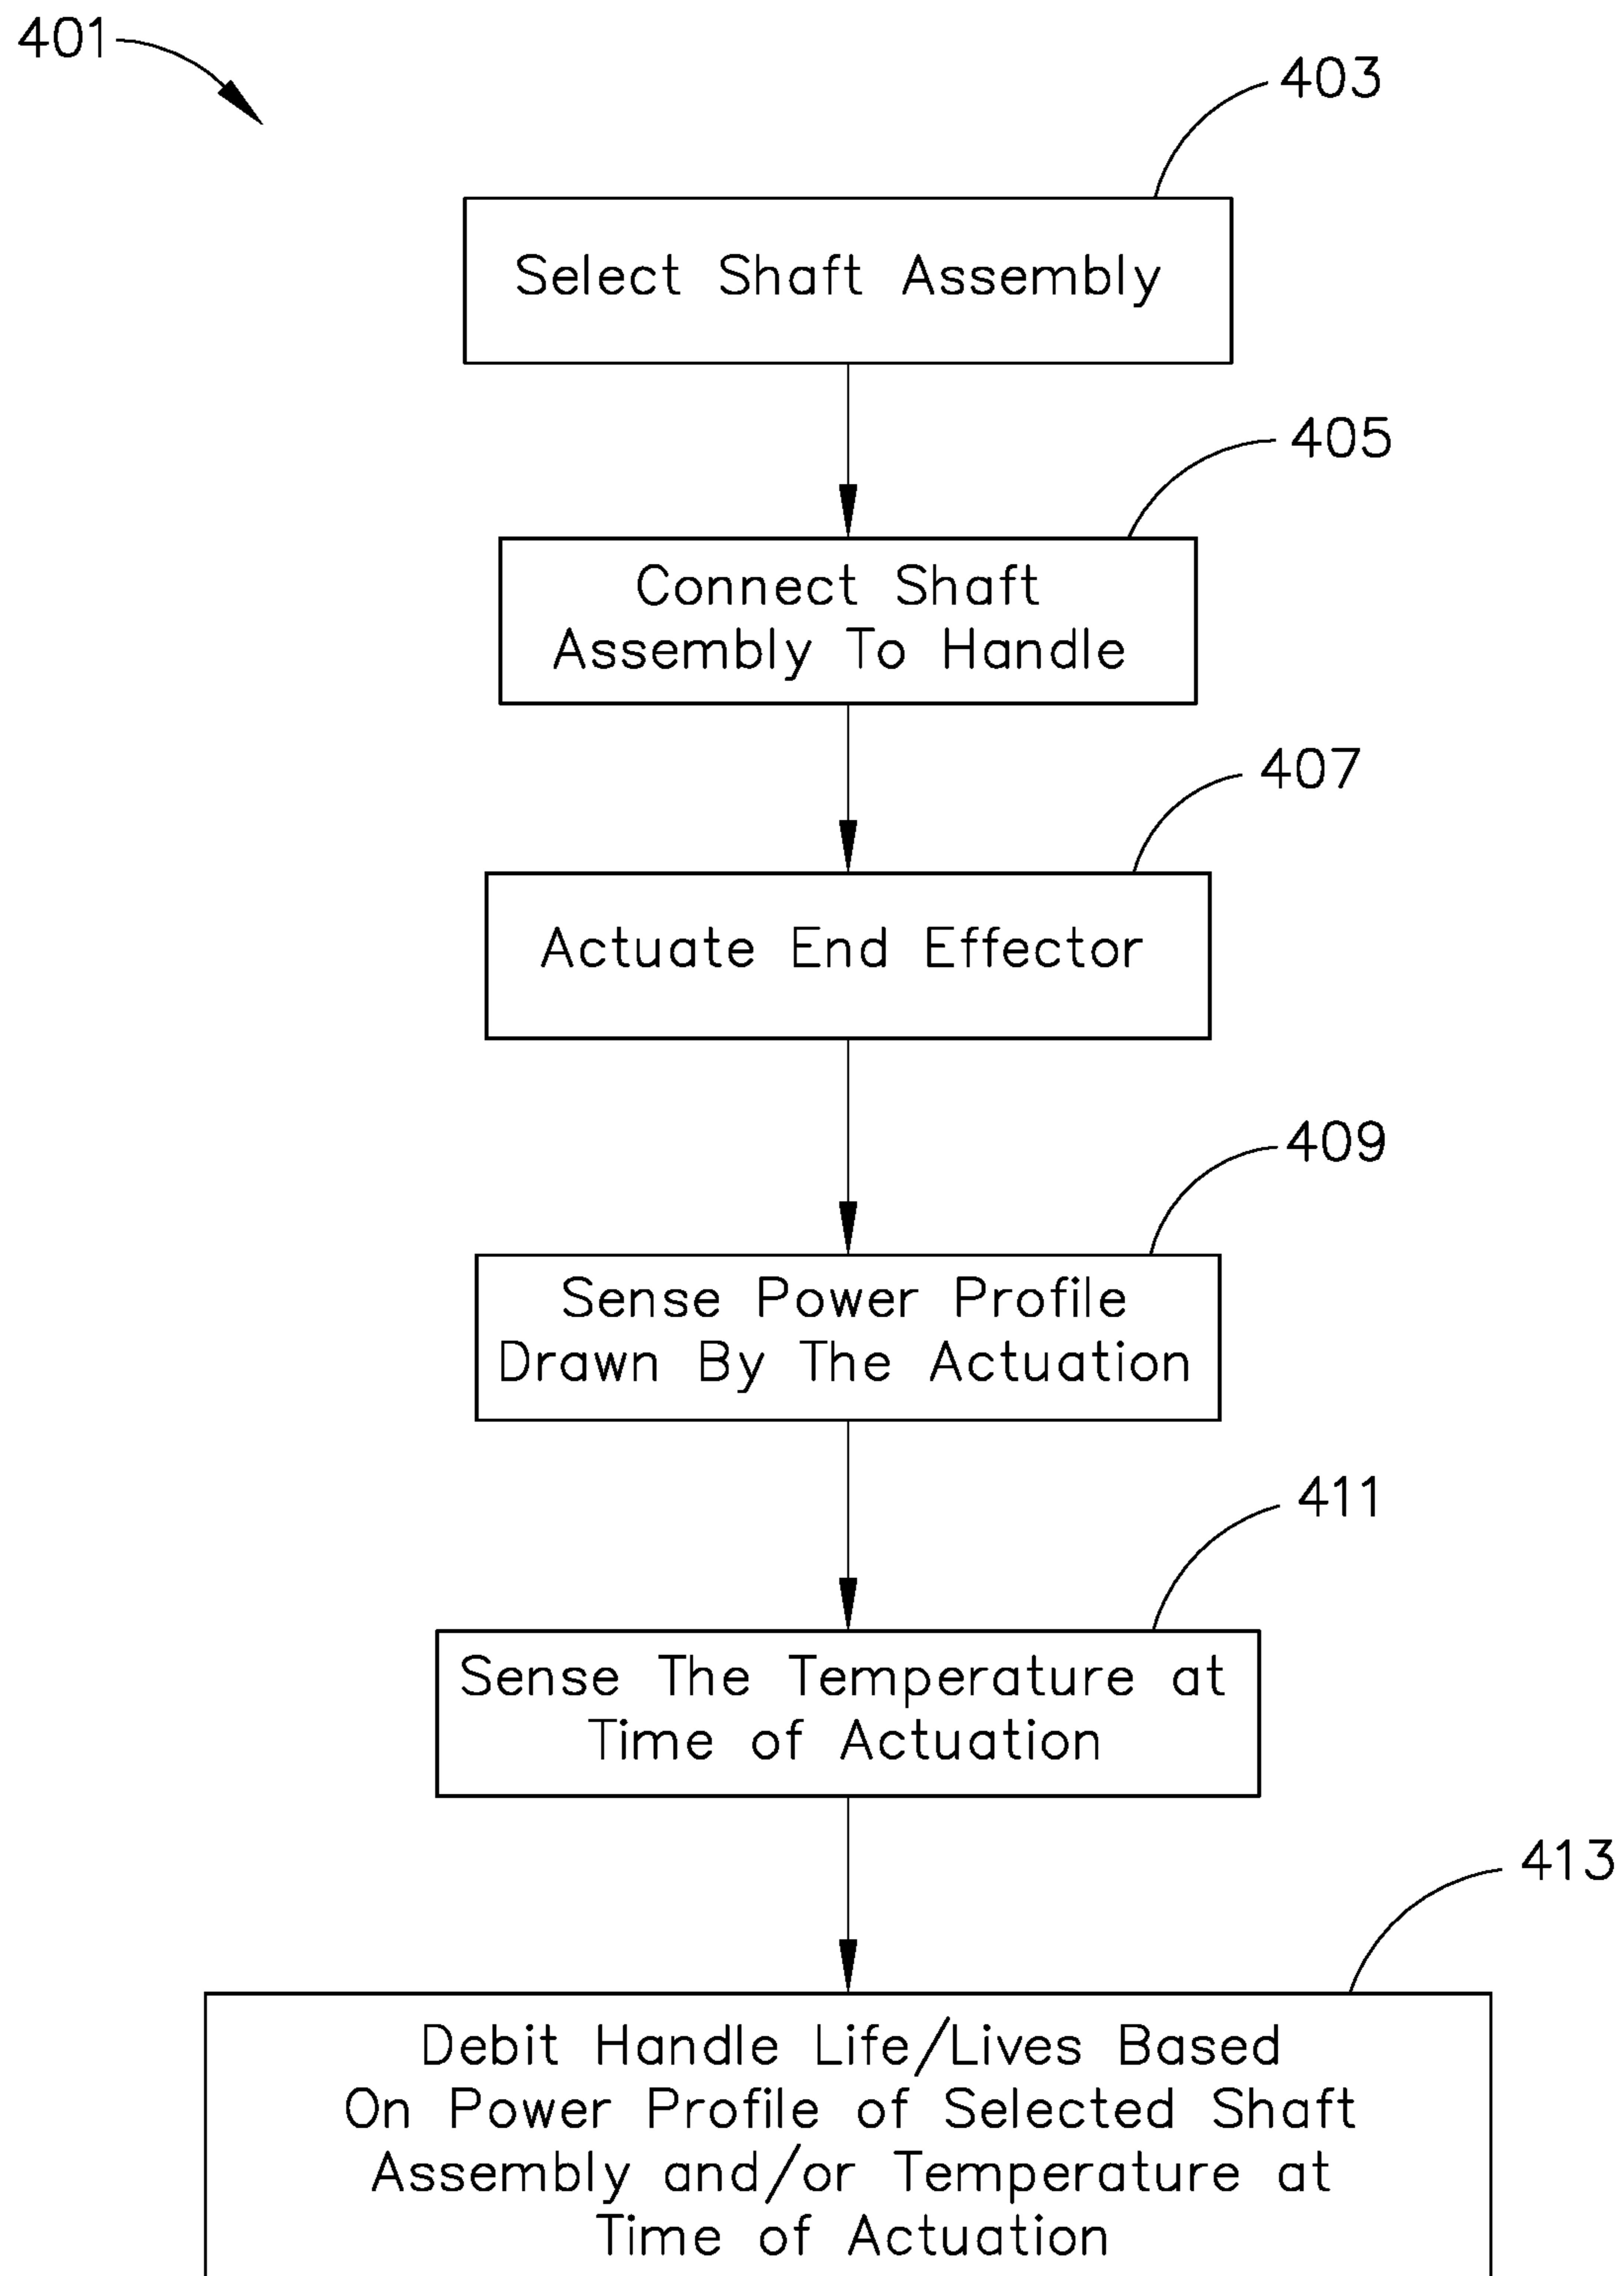 401
403
Select Shaft Assembly
405
Connect Shaft
Assembly To Handle
407
Actuate End Effector
409
Sense Power Profile
Drawn By The Actuation
411
Sense The Temperature at
Time of Actuation
413
Debit Handle Life/Lives Based
On Power Profile of Selected Shaft
Assembly and/or Temperature at
Time of Actuation